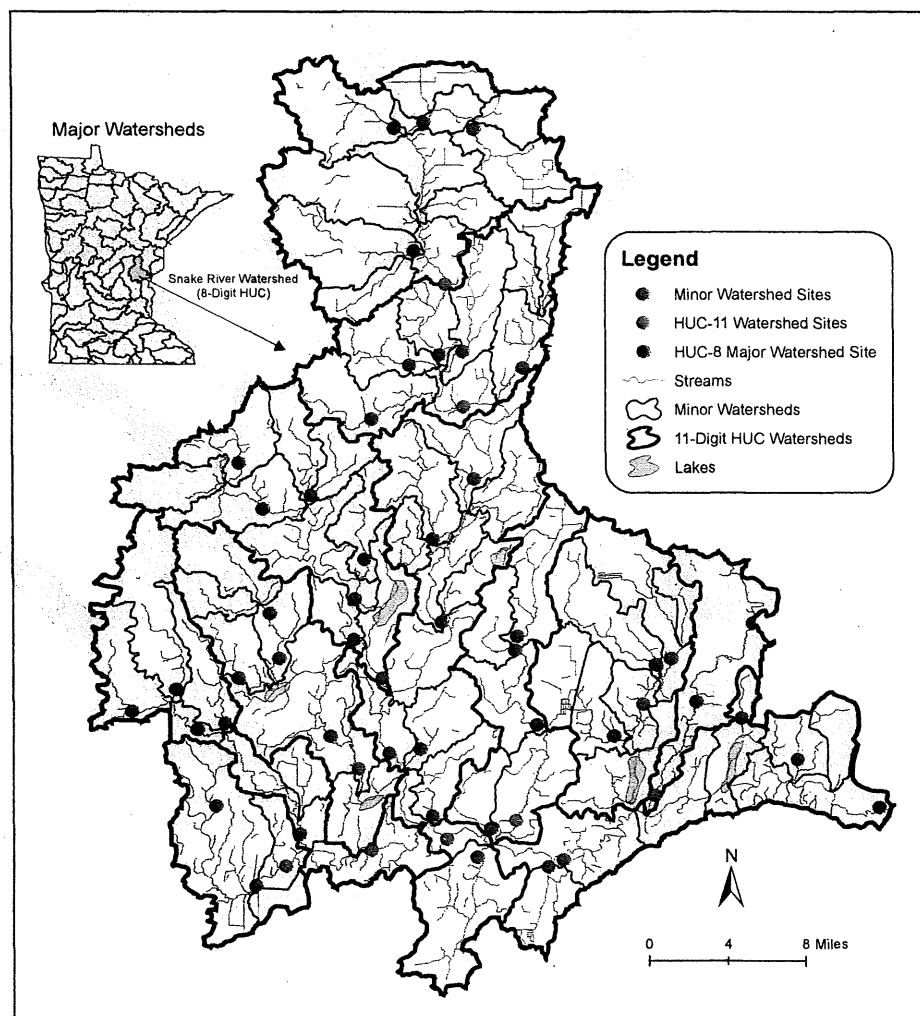 Major Watersheds
Snake River Watershed
(8-Digit HUC)
Legend
Minor Watershed Sites
HUC-11 Watershed Sites
HUC-8 Major Watershed Site
Streams
Minor Watersheds
11-Digit HUC Watersheds
Lakes
N
0 4 8 Miles